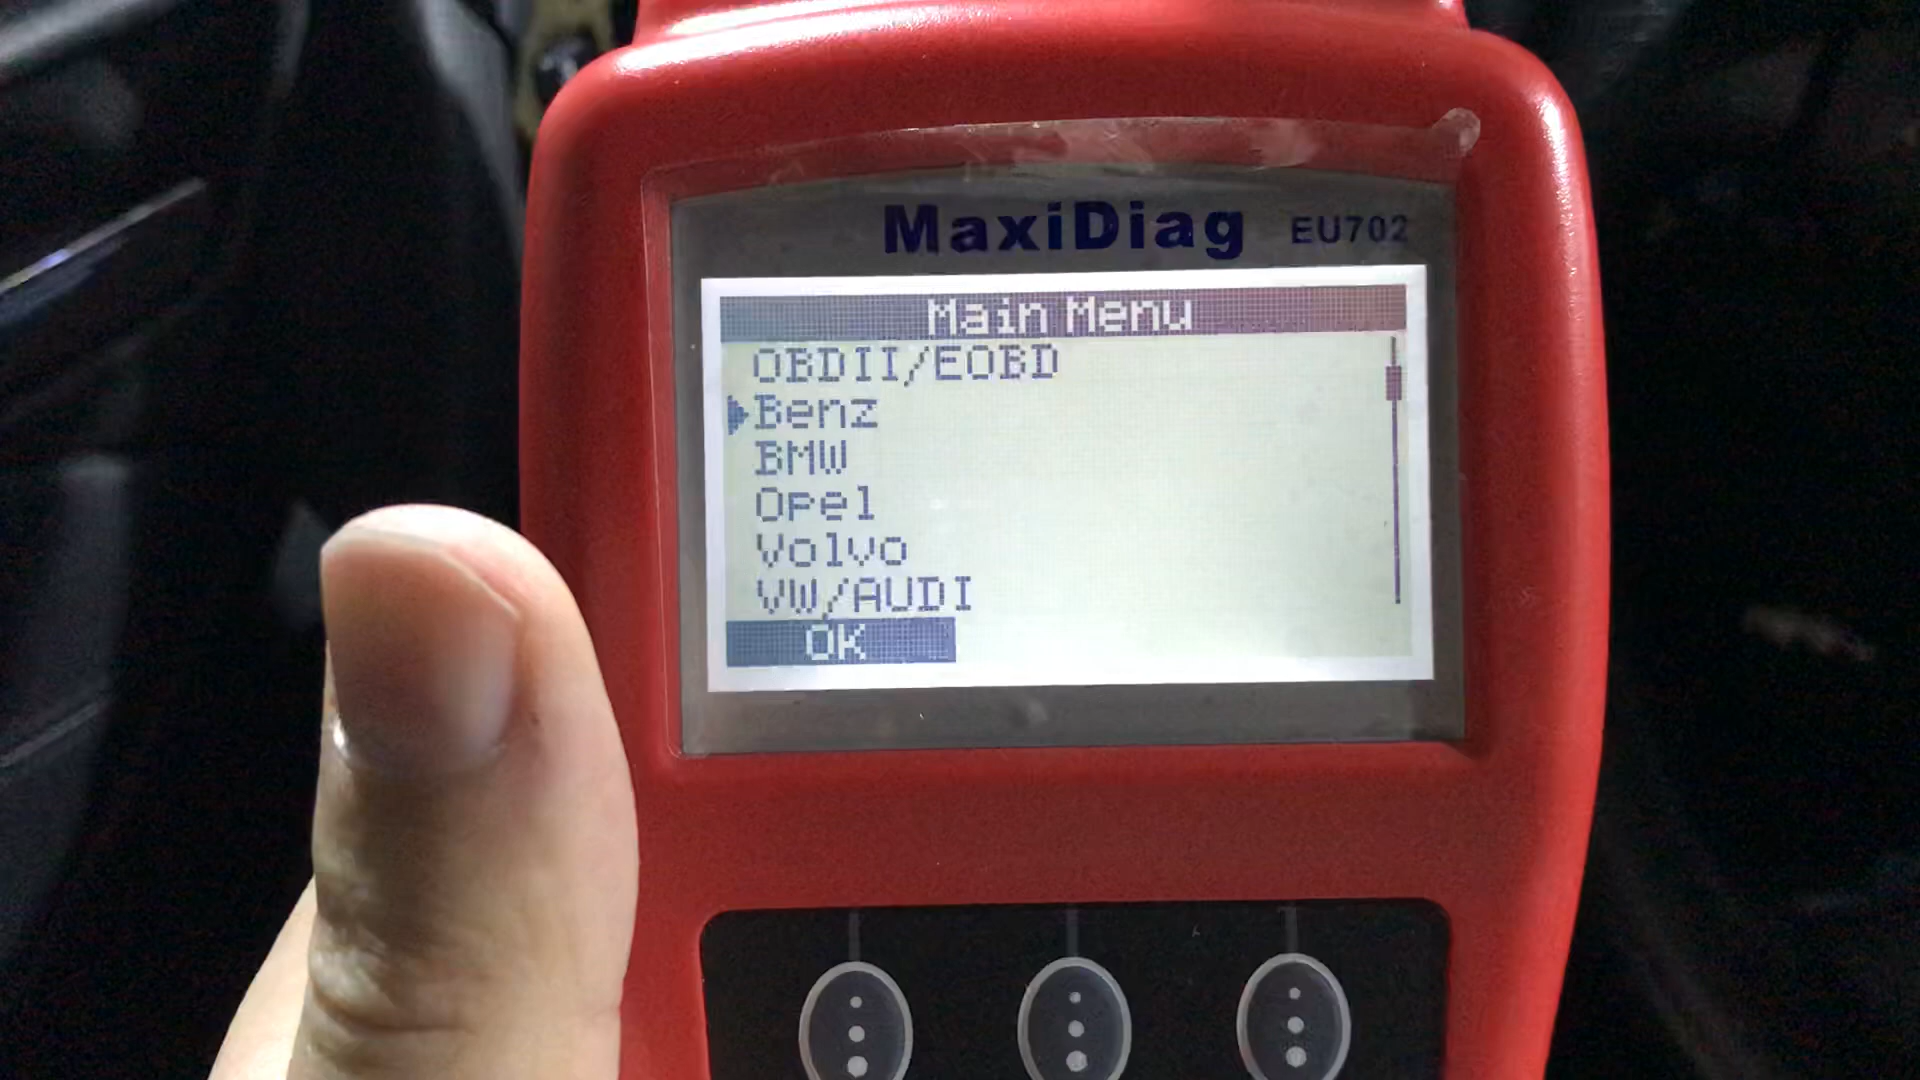 MaxiDiag EU702
Main Menu
OBDII/EOBD
Benz
BMW
Opel
Volvo
VW/AUDI
OK